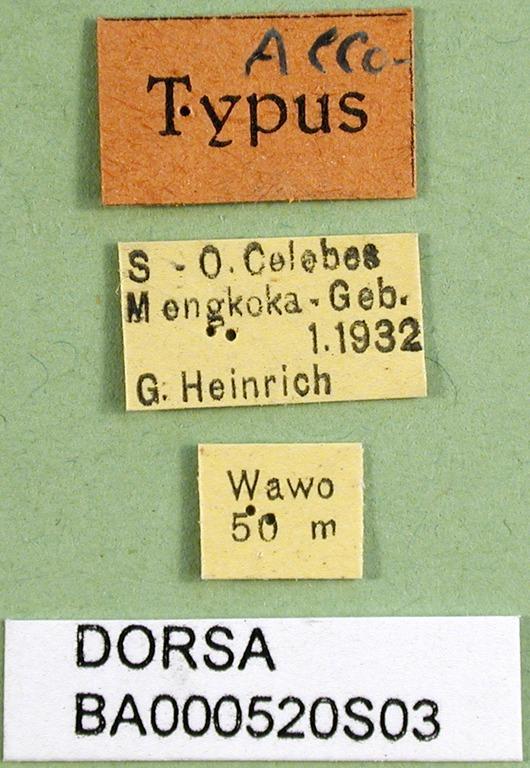 Allo-
Typus
S - O. Celebes
Mengkoka - Geb.
1.1932
G. Heinrich
Wawo
50 m
DORSA
BA000520S03